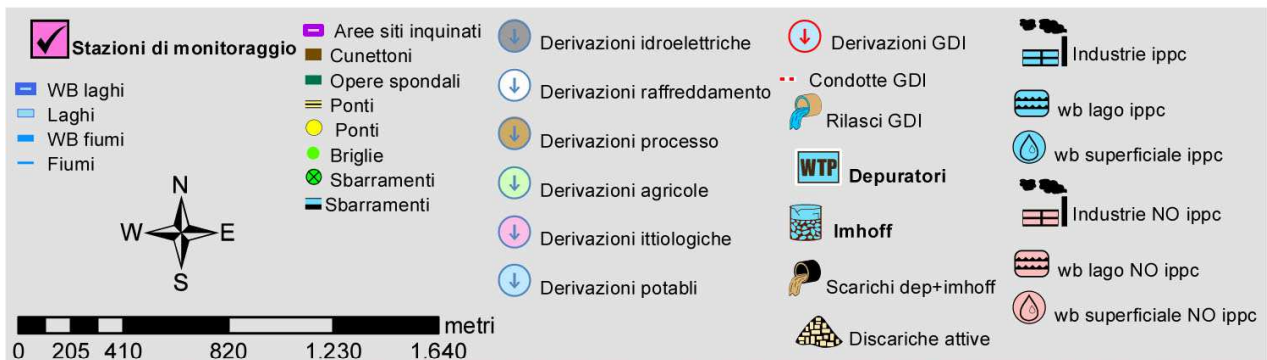 Stazioni di monitoraggio
WB laghi
Laghi
WB fiumi
Fiumi
N
W E
S
metri
0 205 410 820 1.230 1.640
Aree siti inquinati
Cunettoni
Opere spondali
Ponti
Ponti
Briglie
Sbarramenti
Sbarramenti
Derivazioni idroelettriche
Derivazioni raffreddamento
Derivazioni processo
Derivazioni agricole
Derivazioni ittiologiche
Derivazioni potabli
Derivazioni GDI
Condotte GDI
Rilasci GDI
WTP Depuratori
Imhoff
Scarichi dep+imhoff
Discariche attive
Industrie ippc
wb lago ippc
wb superficiale ippc
Industrie NO ippc
wb lago NO ippc
wb superficiale NO ippc